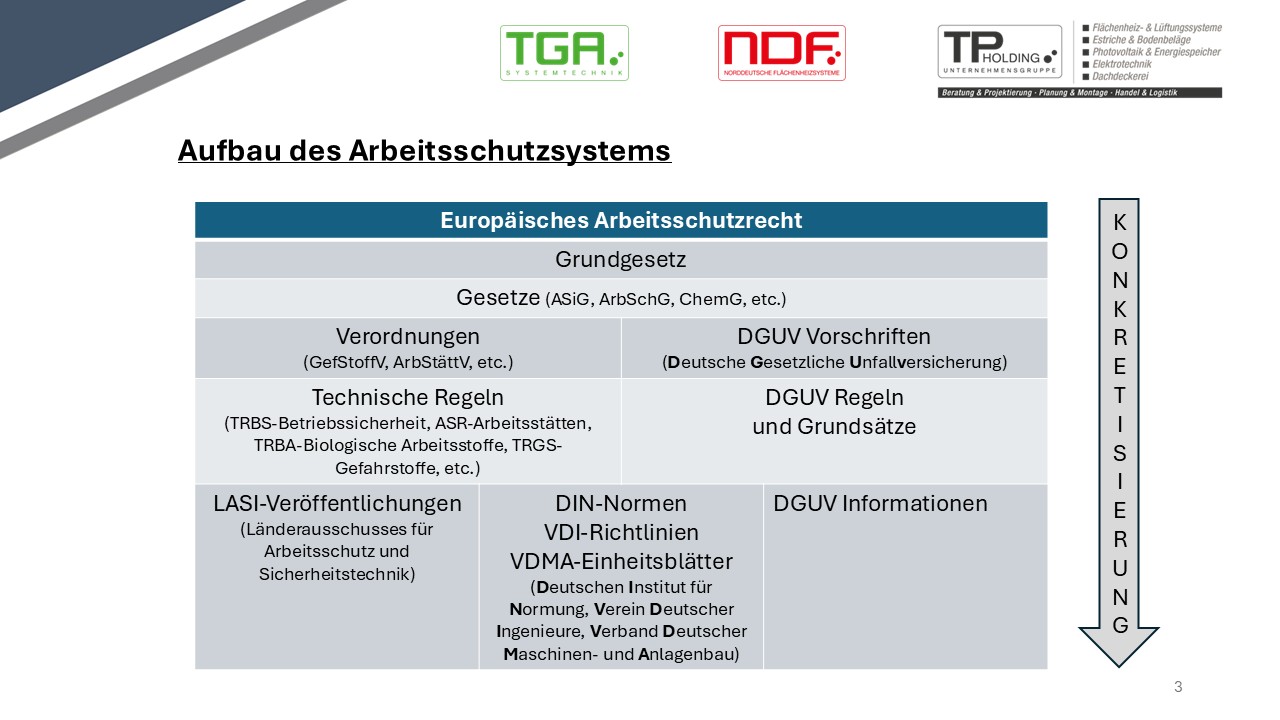 TGA
SYSTEMTECHNIK
NDF
NORDDEUTSCHE FLÄCHENHEIZSYSTEME
TP HOLDING
UNTERNEHMENSGRUPPE
Flächenheiz- & Lüftungssysteme
Estriche & Bodenbeläge
Photovoltaik & Energiespeicher
Elektrotechnik
Dachdeckerei
Beratung & Projektierung · Planung & Montage · Handel & Logistik
Aufbau des Arbeitsschutzsystems
Europäisches Arbeitsschutzrecht
Grundgesetz
Gesetze (ASiG, ArbSchG, ChemG, etc.)
Verordnungen
(GefStoffV, ArbStättV, etc.)
DGUV Vorschriften
(Deutsche Gesetzliche Unfallversicherung)
Technische Regeln
(TRBS-Betriebssicherheit, ASR-Arbeitsstätten,
TRBA-Biologische Arbeitsstoffe, TRGS-
Gefahrstoffe, etc.)
DGUV Regeln
und Grundsätze
LASI-Veröffentlichungen
(Länderausschusses für
Arbeitsschutz und
Sicherheitstechnik)
DIN-Normen
VDI-Richtlinien
VDMA-Einheitsblätter
(Deutschen Institut für
Normung, Verein Deutscher
Ingenieure, Verband Deutscher
Maschinen- und Anlagenbau)
DGUV Informationen
K
O
N
K
R
E
T
I
S
I
E
R
U
N
G
3